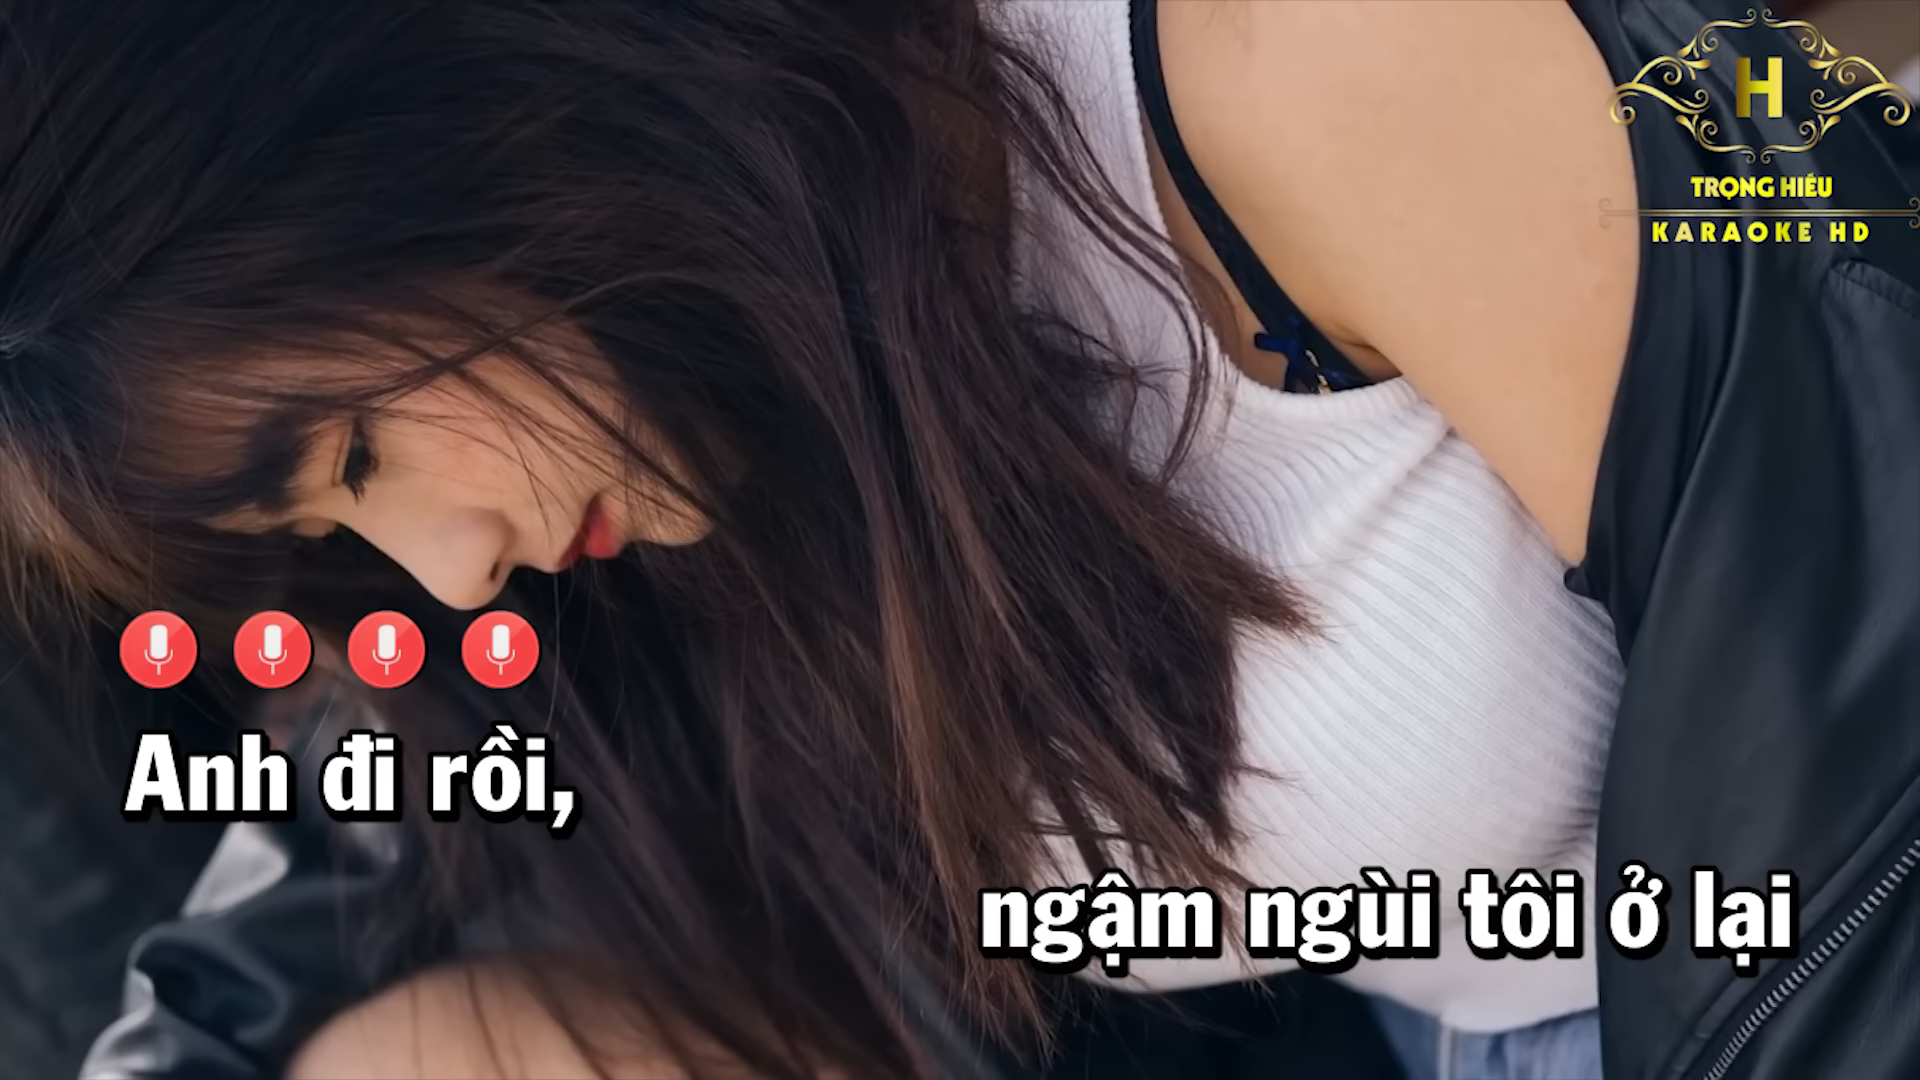 H
TRỌNG HIẾU
KARAOKE HD
Anh đi rồi,
ngậm ngùi tôi ở lại